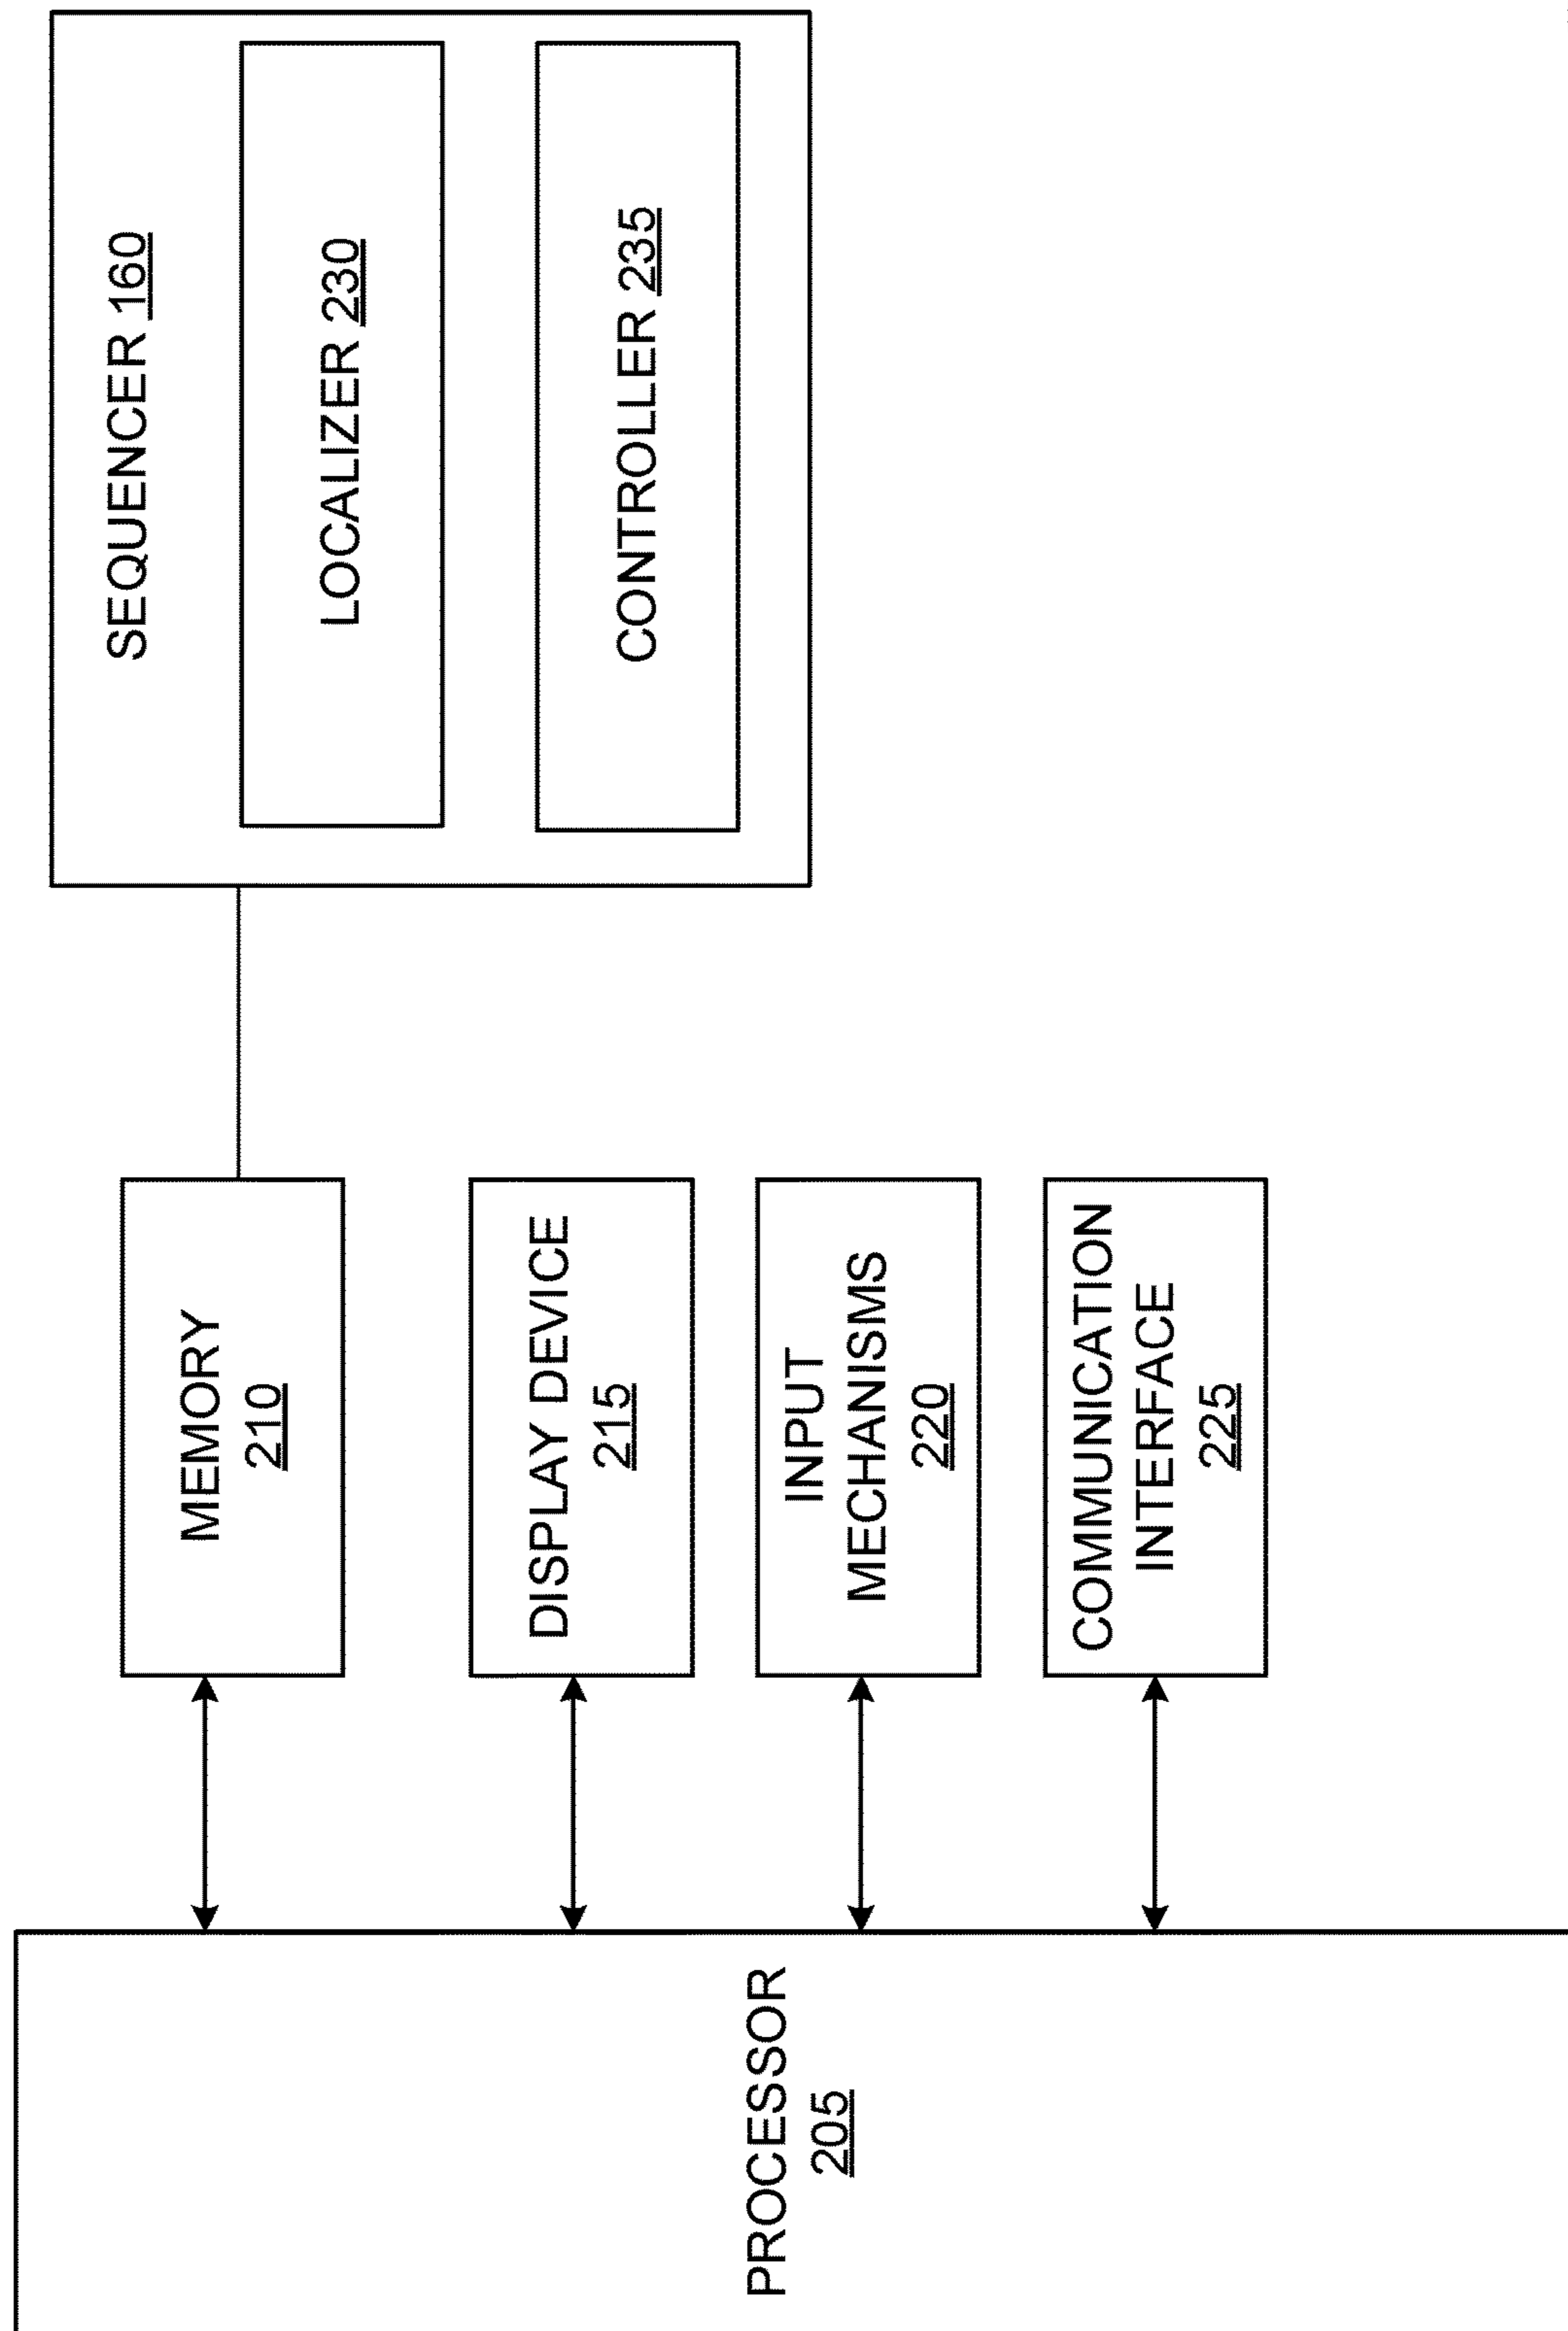 PROCESSOR
205
MEMORY
210
DISPLAY DEVICE
215
INPUT
MECHANISMS
220
COMMUNICATION
INTERFACE
225
SEQUENCER 160
LOCALIZER 230
CONTROLLER 235